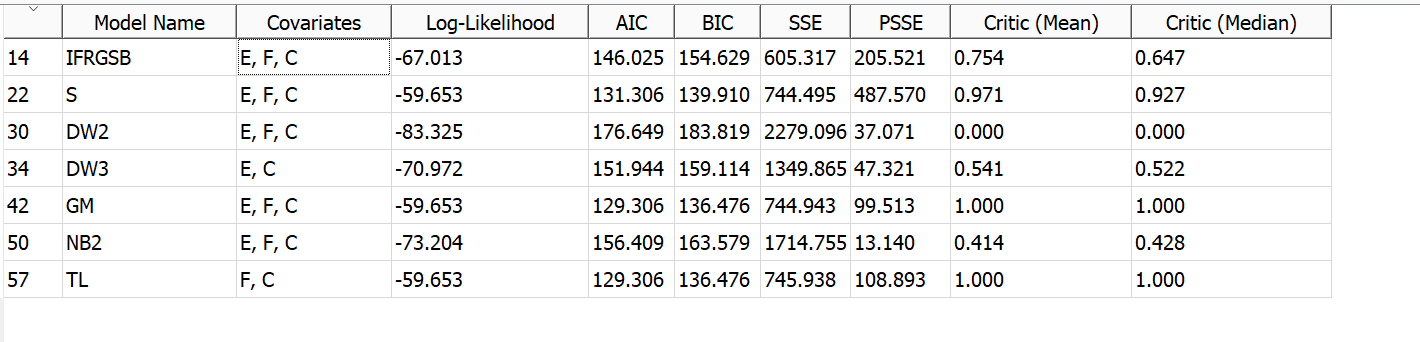 Model Name Covariates Log-Likelihood AIC BIC SSE PSSE Critic (Mean) Critic (Median)
14 IFRGSB E, F, C -67.013 146.025 154.629 605.317 205.521 0.754 0.647
22 S E, F, C -59.653 131.306 139.910 744.495 487.570 0.971 0.927
30 DW2 E, F, C -83.325 176.649 183.819 2279.096 37.071 0.000 0.000
34 DW3 E, C -70.972 151.944 159.114 1349.865 47.321 0.541 0.522
42 GM E, F, C -59.653 129.306 136.476 744.943 99.513 1.000 1.000
50 NB2 E, F, C -73.204 156.409 163.579 1714.755 13.140 0.414 0.428
57 TL F, C -59.653 129.306 136.476 745.938 108.893 1.000 1.000